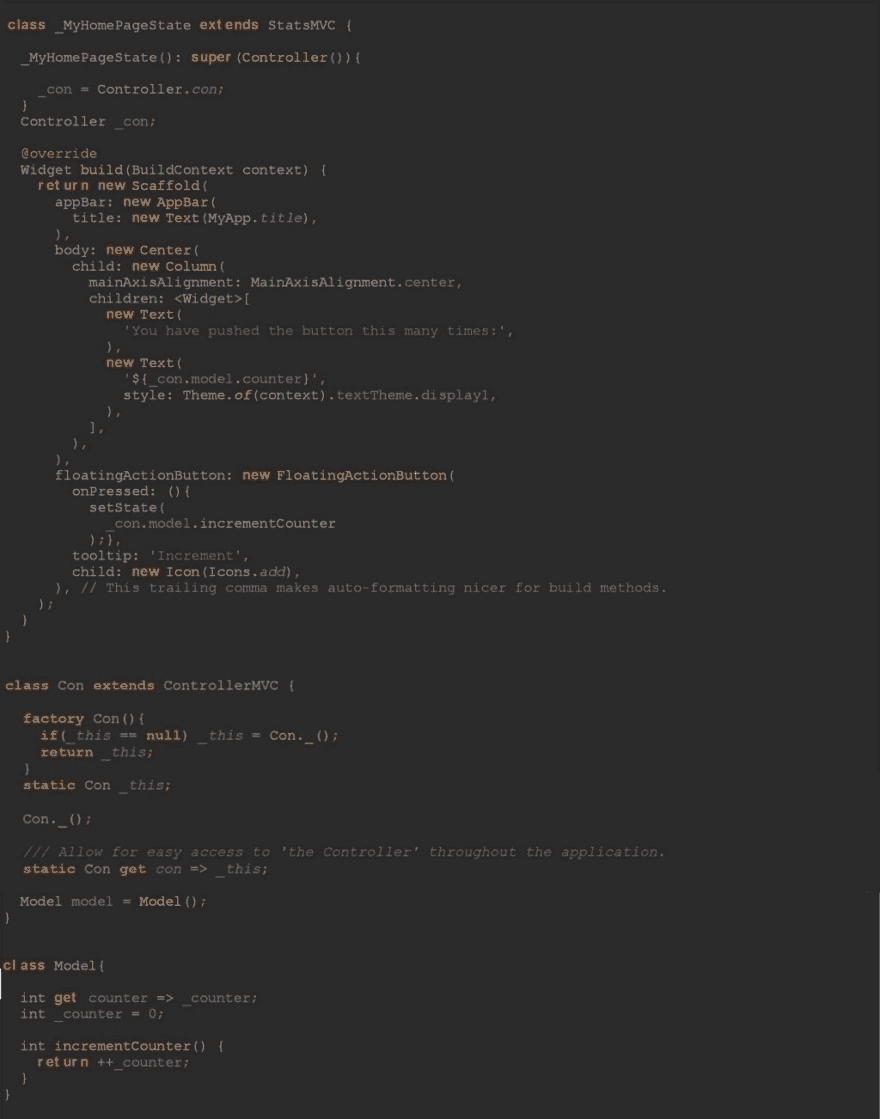 class _MyHomePageState extends StatsMVC {
_MyHomePageState(): super(Controller()){
_con = Controller.con;
}
Controller _con;
@override
Widget build(BuildContext context) {
return new Scaffold(
appBar: new AppBar(
title: new Text(MyApp.title),
),
body: new Center(
child: new Column(
mainAxisAlignment: MainAxisAlignment.center,
children: <Widget>[
new Text(
'You have pushed the button this many times:',
),
new Text(
'${_con.model.counter}',
style: Theme.of(context).textTheme.display1,
),
],
),
),
floatingActionButton: new FloatingActionButton(
onPressed: (){
setState(
_con.model.incrementCounter
);},
tooltip: 'Increment',
child: new Icon(Icons.add),
), // This trailing comma makes auto-formatting nicer for build methods.
);
}
}
class Con extends ControllerMVC {
factory Con(){
if(_this == null) _this = Con._();
return _this;
}
static Con _this;
Con._();
/// Allow for easy access to 'the Controller' throughout the application.
static Con get con => _this;
Model model = Model();
}
class Model{
int get counter => _counter;
int _counter = 0;
int incrementCounter() {
return ++_counter;
}
}